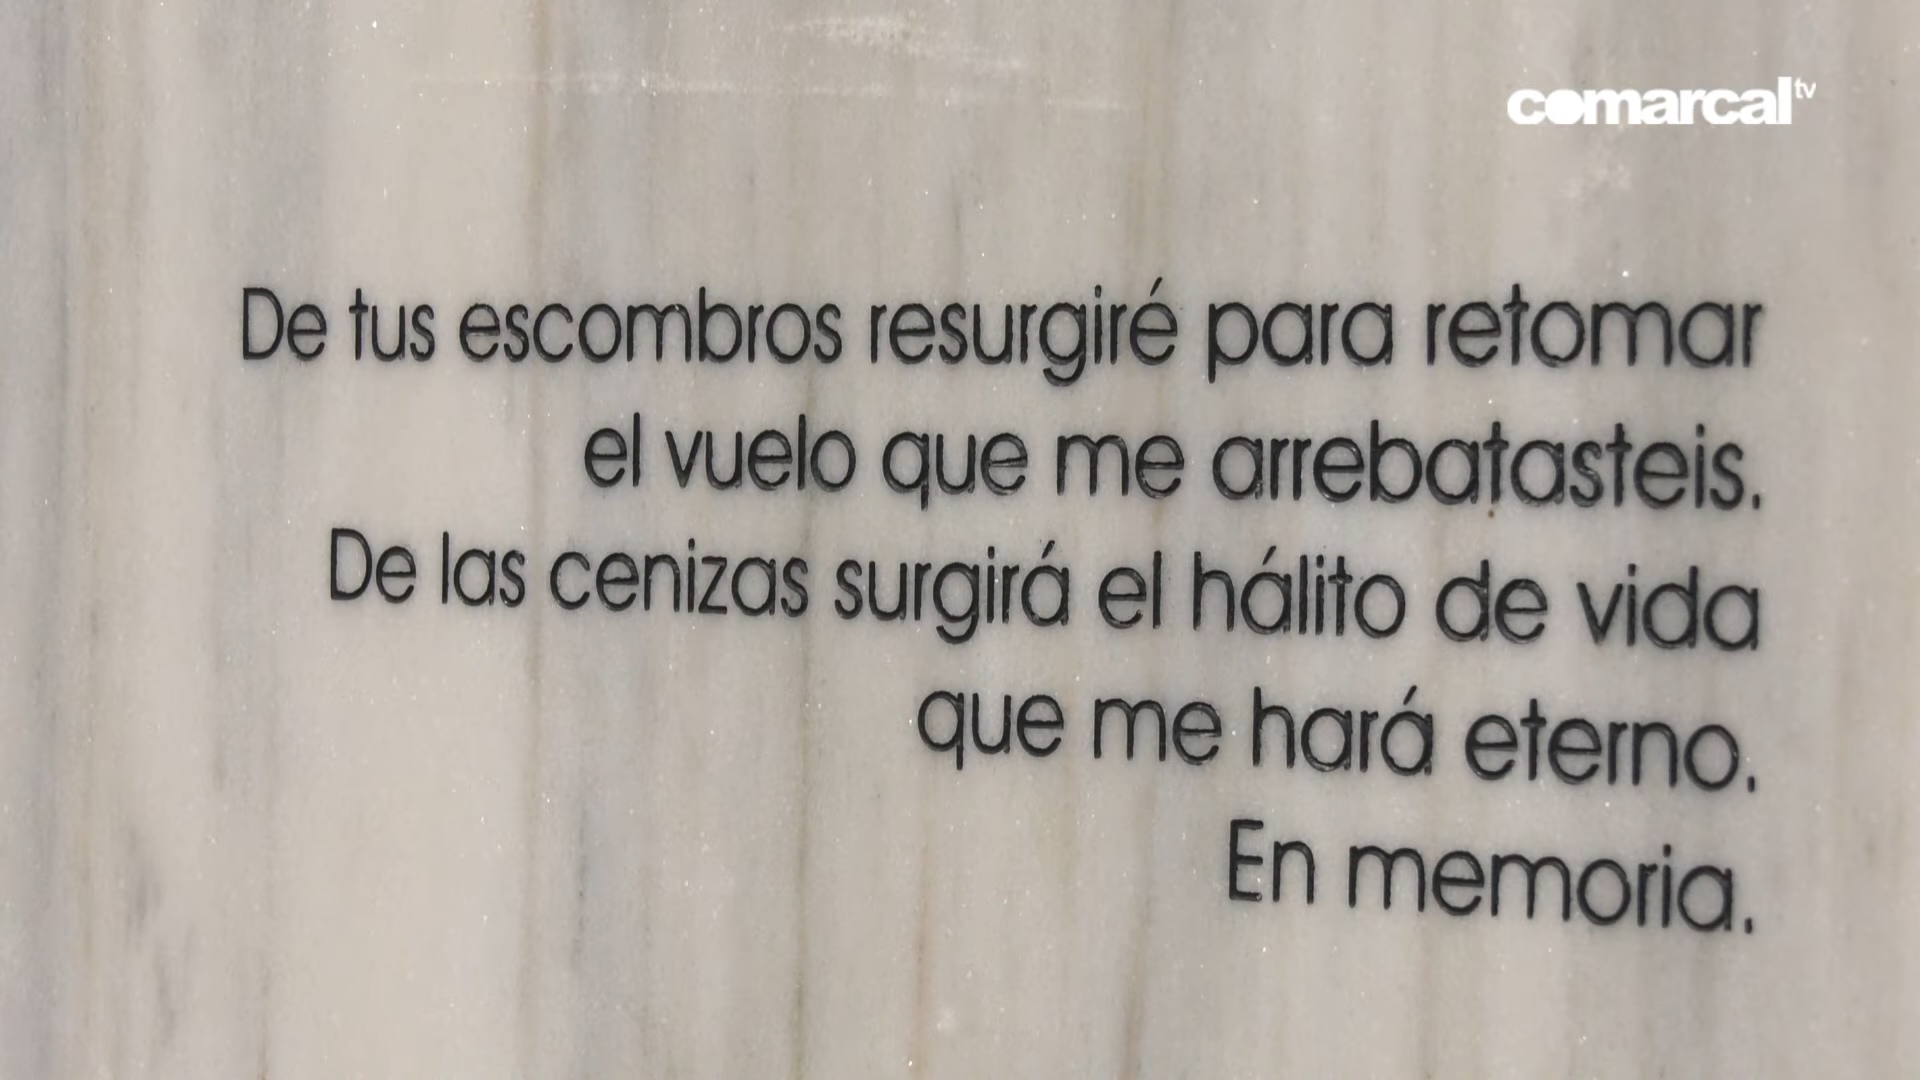 comarcal tv
De tus escombros resurgiré para retomar
el vuelo que me arrebatasteis.
De las cenizas surgirá el hálito de vida
que me hará eterno.
En memoria.